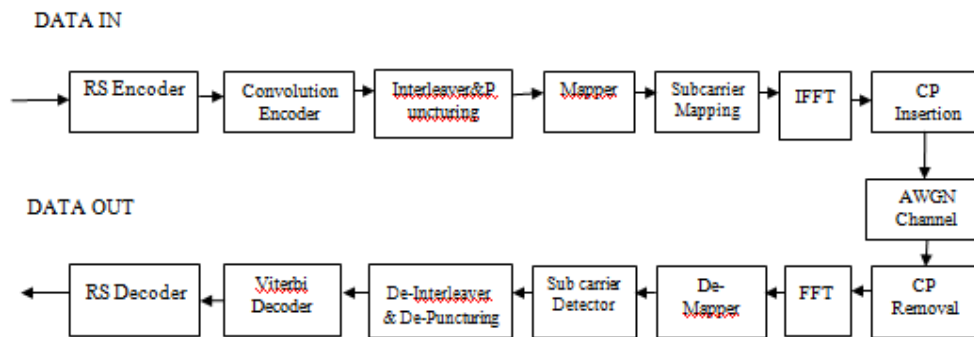 DATA IN
RS Encoder
Convolution
Encoder
Interleaver&P
uncturing
Mapper
Subcarrier
Mapping
IFFT
CP
Insertion
AWGN
Channel
DATA OUT
RS Decoder
Viterbi
Decoder
De-Interleaver
& De-Puncturing
Sub carrier
Detector
De-
Mapper
FFT
CP
Removal